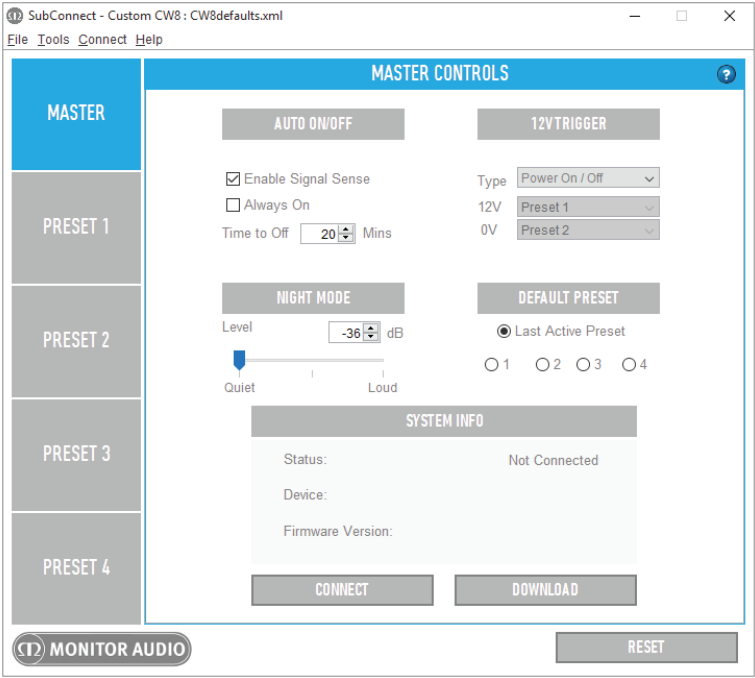 SubConnect - Custom CW8 : CW8defaults.xml
File Tools Connect Help
MASTER
PRESET 1
PRESET 2
PRESET 3
PRESET 4
MASTER CONTROLS
?
AUTO ON/OFF
Enable Signal Sense
Always On
Time to Off 20 Mins
12V TRIGGER
Type Power On / Off
12V Preset 1
0V Preset 2
NIGHT MODE
Level -36 dB
Quiet Loud
DEFAULT PRESET
Last Active Preset
1 2 3 4
SYSTEM INFO
Status: Not Connected
Device:
Firmware Version:
CONNECT DOWNLOAD
MONITOR AUDIO
RESET